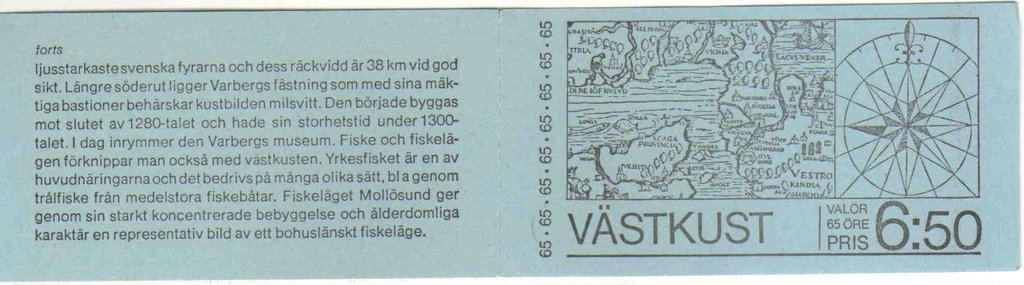 forts
ljusstarkaste svenska fyrarna och dess räckvidd är 38 km vid god
sikt. Längre söderut ligger Varbergs fästning som med sina mäk-
tiga bastioner behärskar kustbilden milsvitt. Den började byggas
mot slutet av 1280-talet och hade sin storhetstid under 1300-
talet. I dag inrymmer den Varbergs museum. Fiske och fiskelä-
gen förknippar man också med västkusten. Yrkesfisket är en av
huvudnäringarna och det bedrivs på många olika sätt, bl a genom
trålfiske från medelstora fiskebåtar. Fiskeläget Mollösund ger
genom sin starkt koncentrerade bebyggelse och ålderdomliga
karaktär en representativ bild av ett bohuslänskt fiskeläge.
65 • 65 • 65 • 65 • 65 • 65 • 65 • 65
LACVS VENER
VICHIA
IAGA
PROVINCIA
VESTRO
KINDIA
VÄSTKUST
VALÖR
65 ÖRE
PRIS
6:50